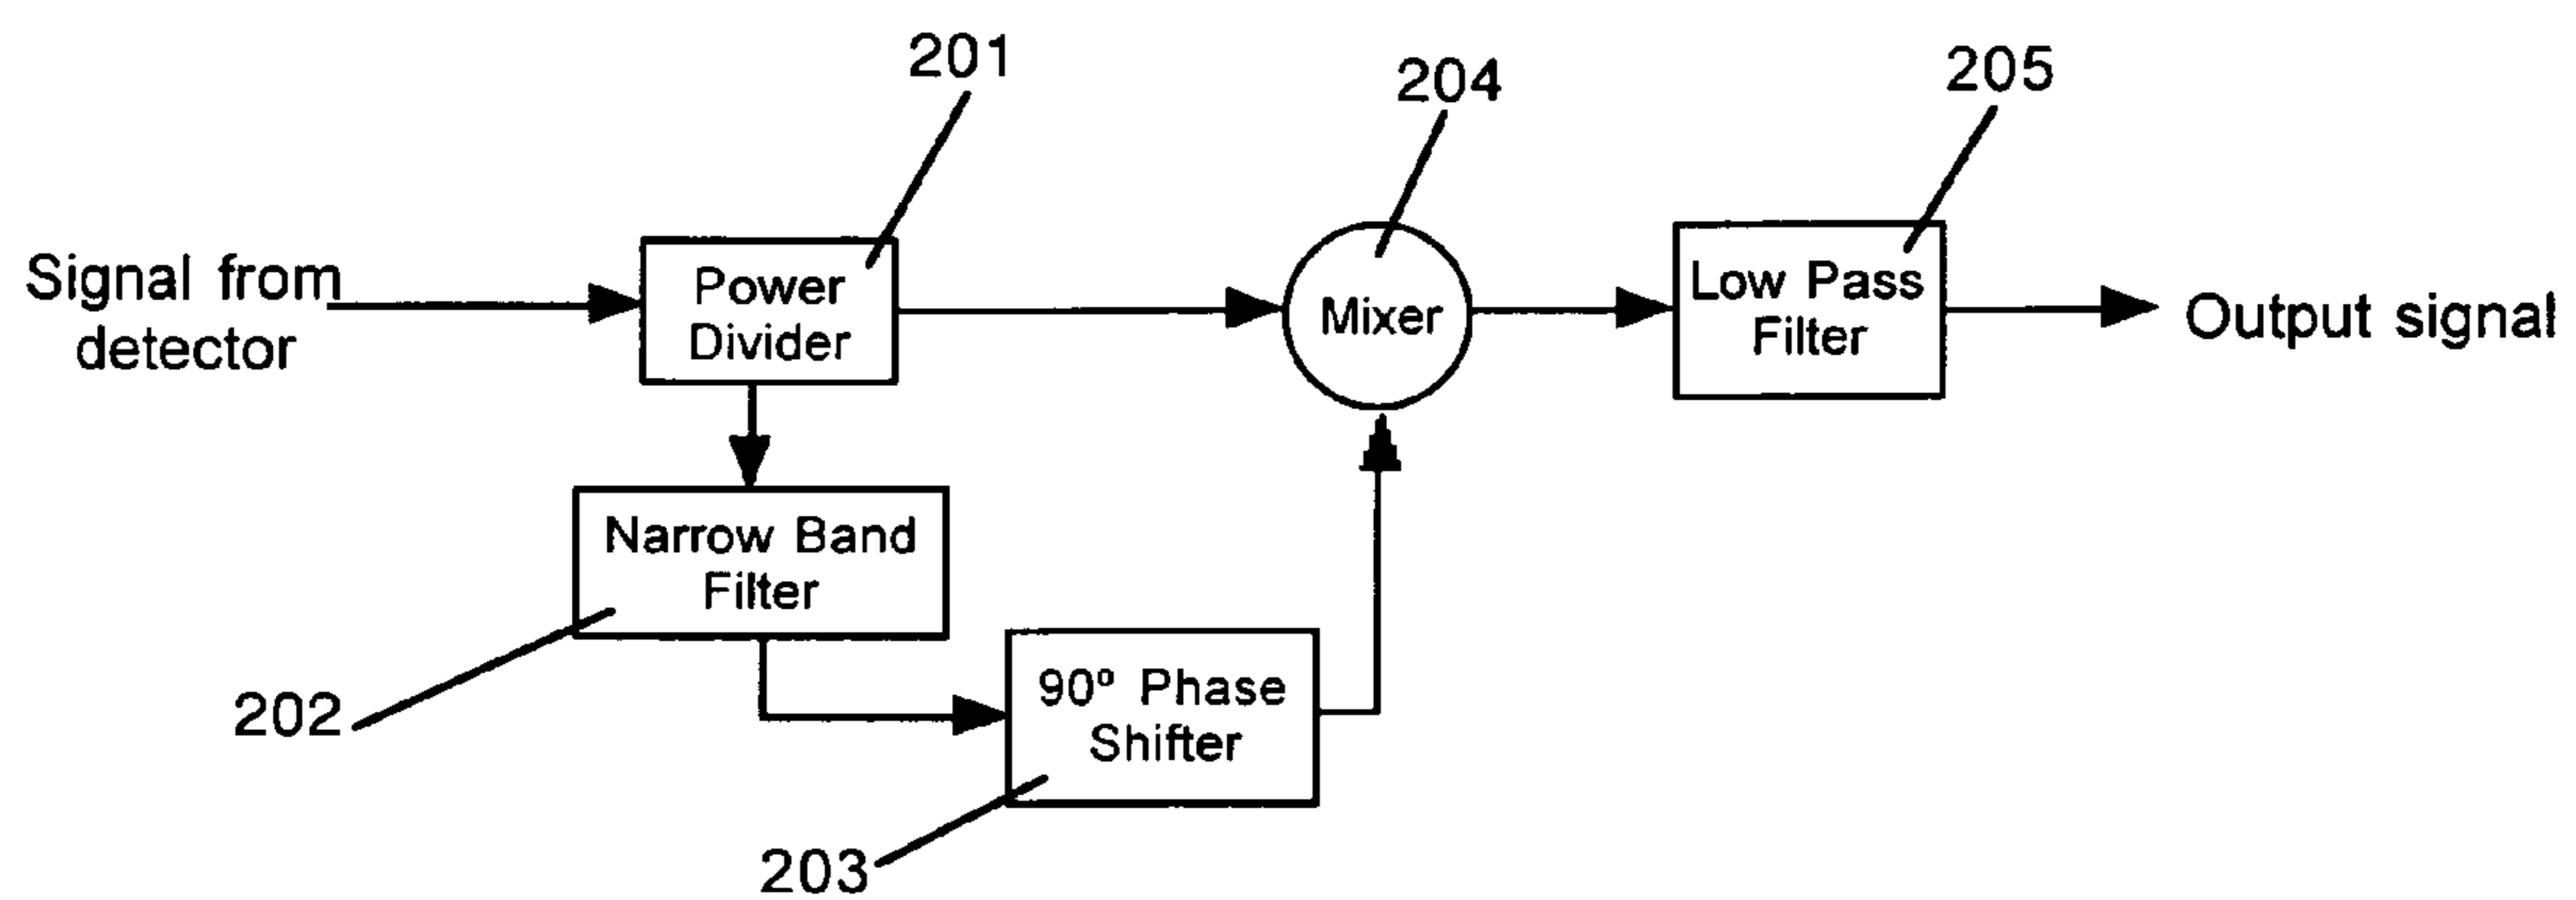 201
204
205
Signal from
detector
Power
Divider
Mixer
Low Pass
Filter
Output signal
Narrow Band
Filter
202
90º Phase
Shifter
203